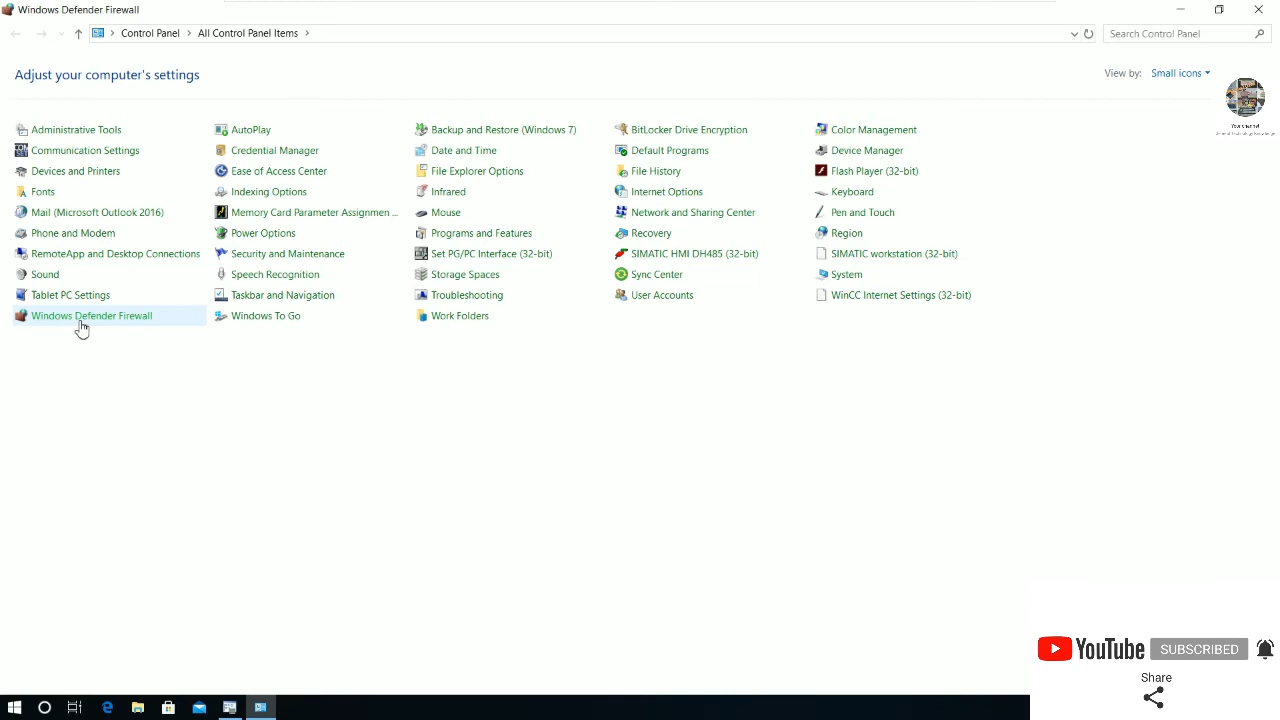 Windows Defender Firewall
Control Panel
All Control Panel Items
Search Control Panel
Adjust your computer's settings
View by: Small icons
Your channel
General Technology Knowledge
Administrative Tools
AutoPlay
Backup and Restore (Windows 7)
BitLocker Drive Encryption
Color Management
Communication Settings
Credential Manager
Date and Time
Default Programs
Device Manager
Devices and Printers
Ease of Access Center
File Explorer Options
File History
Flash Player (32-bit)
Fonts
Indexing Options
Infrared
Internet Options
Keyboard
Mail (Microsoft Outlook 2016)
Memory Card Parameter Assignmen ...
Mouse
Network and Sharing Center
Pen and Touch
Phone and Modem
Power Options
Programs and Features
Recovery
Region
RemoteApp and Desktop Connections
Security and Maintenance
Set PG/PC Interface (32-bit)
SIMATIC HMI DH485 (32-bit)
SIMATIC workstation (32-bit)
Sound
Speech Recognition
Storage Spaces
Sync Center
System
Tablet PC Settings
Taskbar and Navigation
Troubleshooting
User Accounts
WinCC Internet Settings (32-bit)
Windows Defender Firewall
Windows To Go
Work Folders
YouTube
SUBSCRIBED
Share